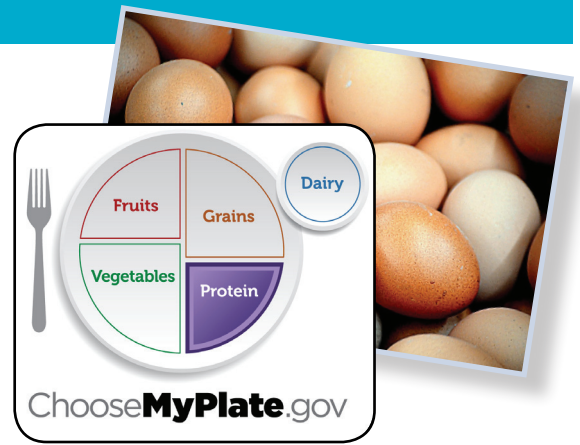 Fruits
Grains
Dairy
Vegetables
Protein
ChooseMyPlate.gov